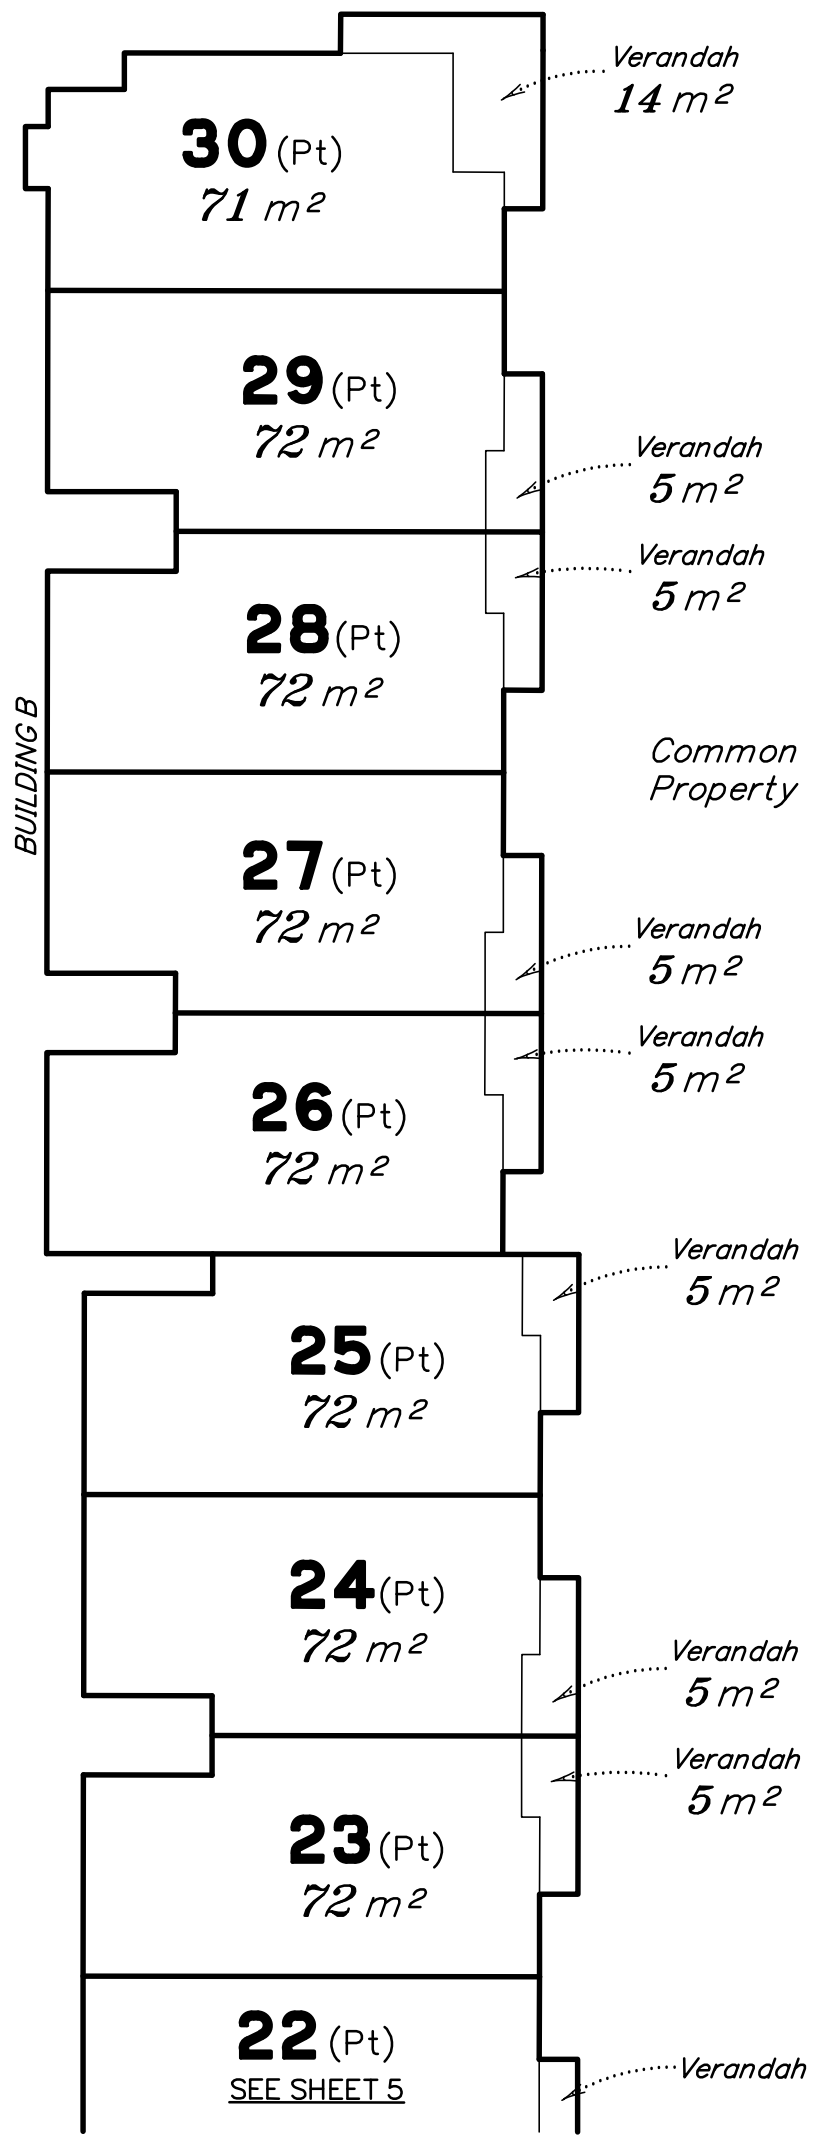 Verandah
14 m²
30 (Pt)
71 m²
29 (Pt)
72 m²
Verandah
5 m²
Verandah
5 m²
28 (Pt)
72 m²
BUILDING B
Common
Property
27 (Pt)
72 m²
Verandah
5 m²
Verandah
5 m²
26 (Pt)
72 m²
Verandah
5 m²
25 (Pt)
72 m²
24 (Pt)
72 m²
Verandah
5 m²
Verandah
5 m²
23 (Pt)
72 m²
22 (Pt)
SEE SHEET 5
Verandah